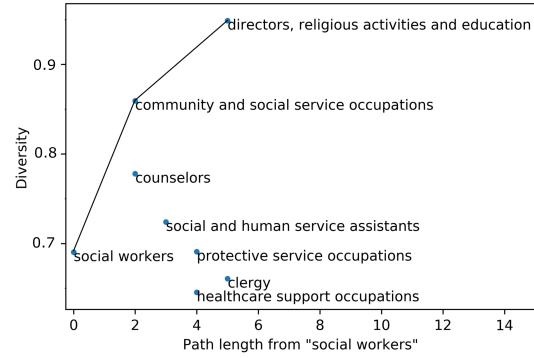 directors, religious activities and education
0.9
community and social service occupations
0.8
counselors
social and human service assistants
0.7
social workers
protective service occupations
clergy
healthcare support occupations
Diversity
0 2 4 6 8 10 12 14
Path length from "social workers"